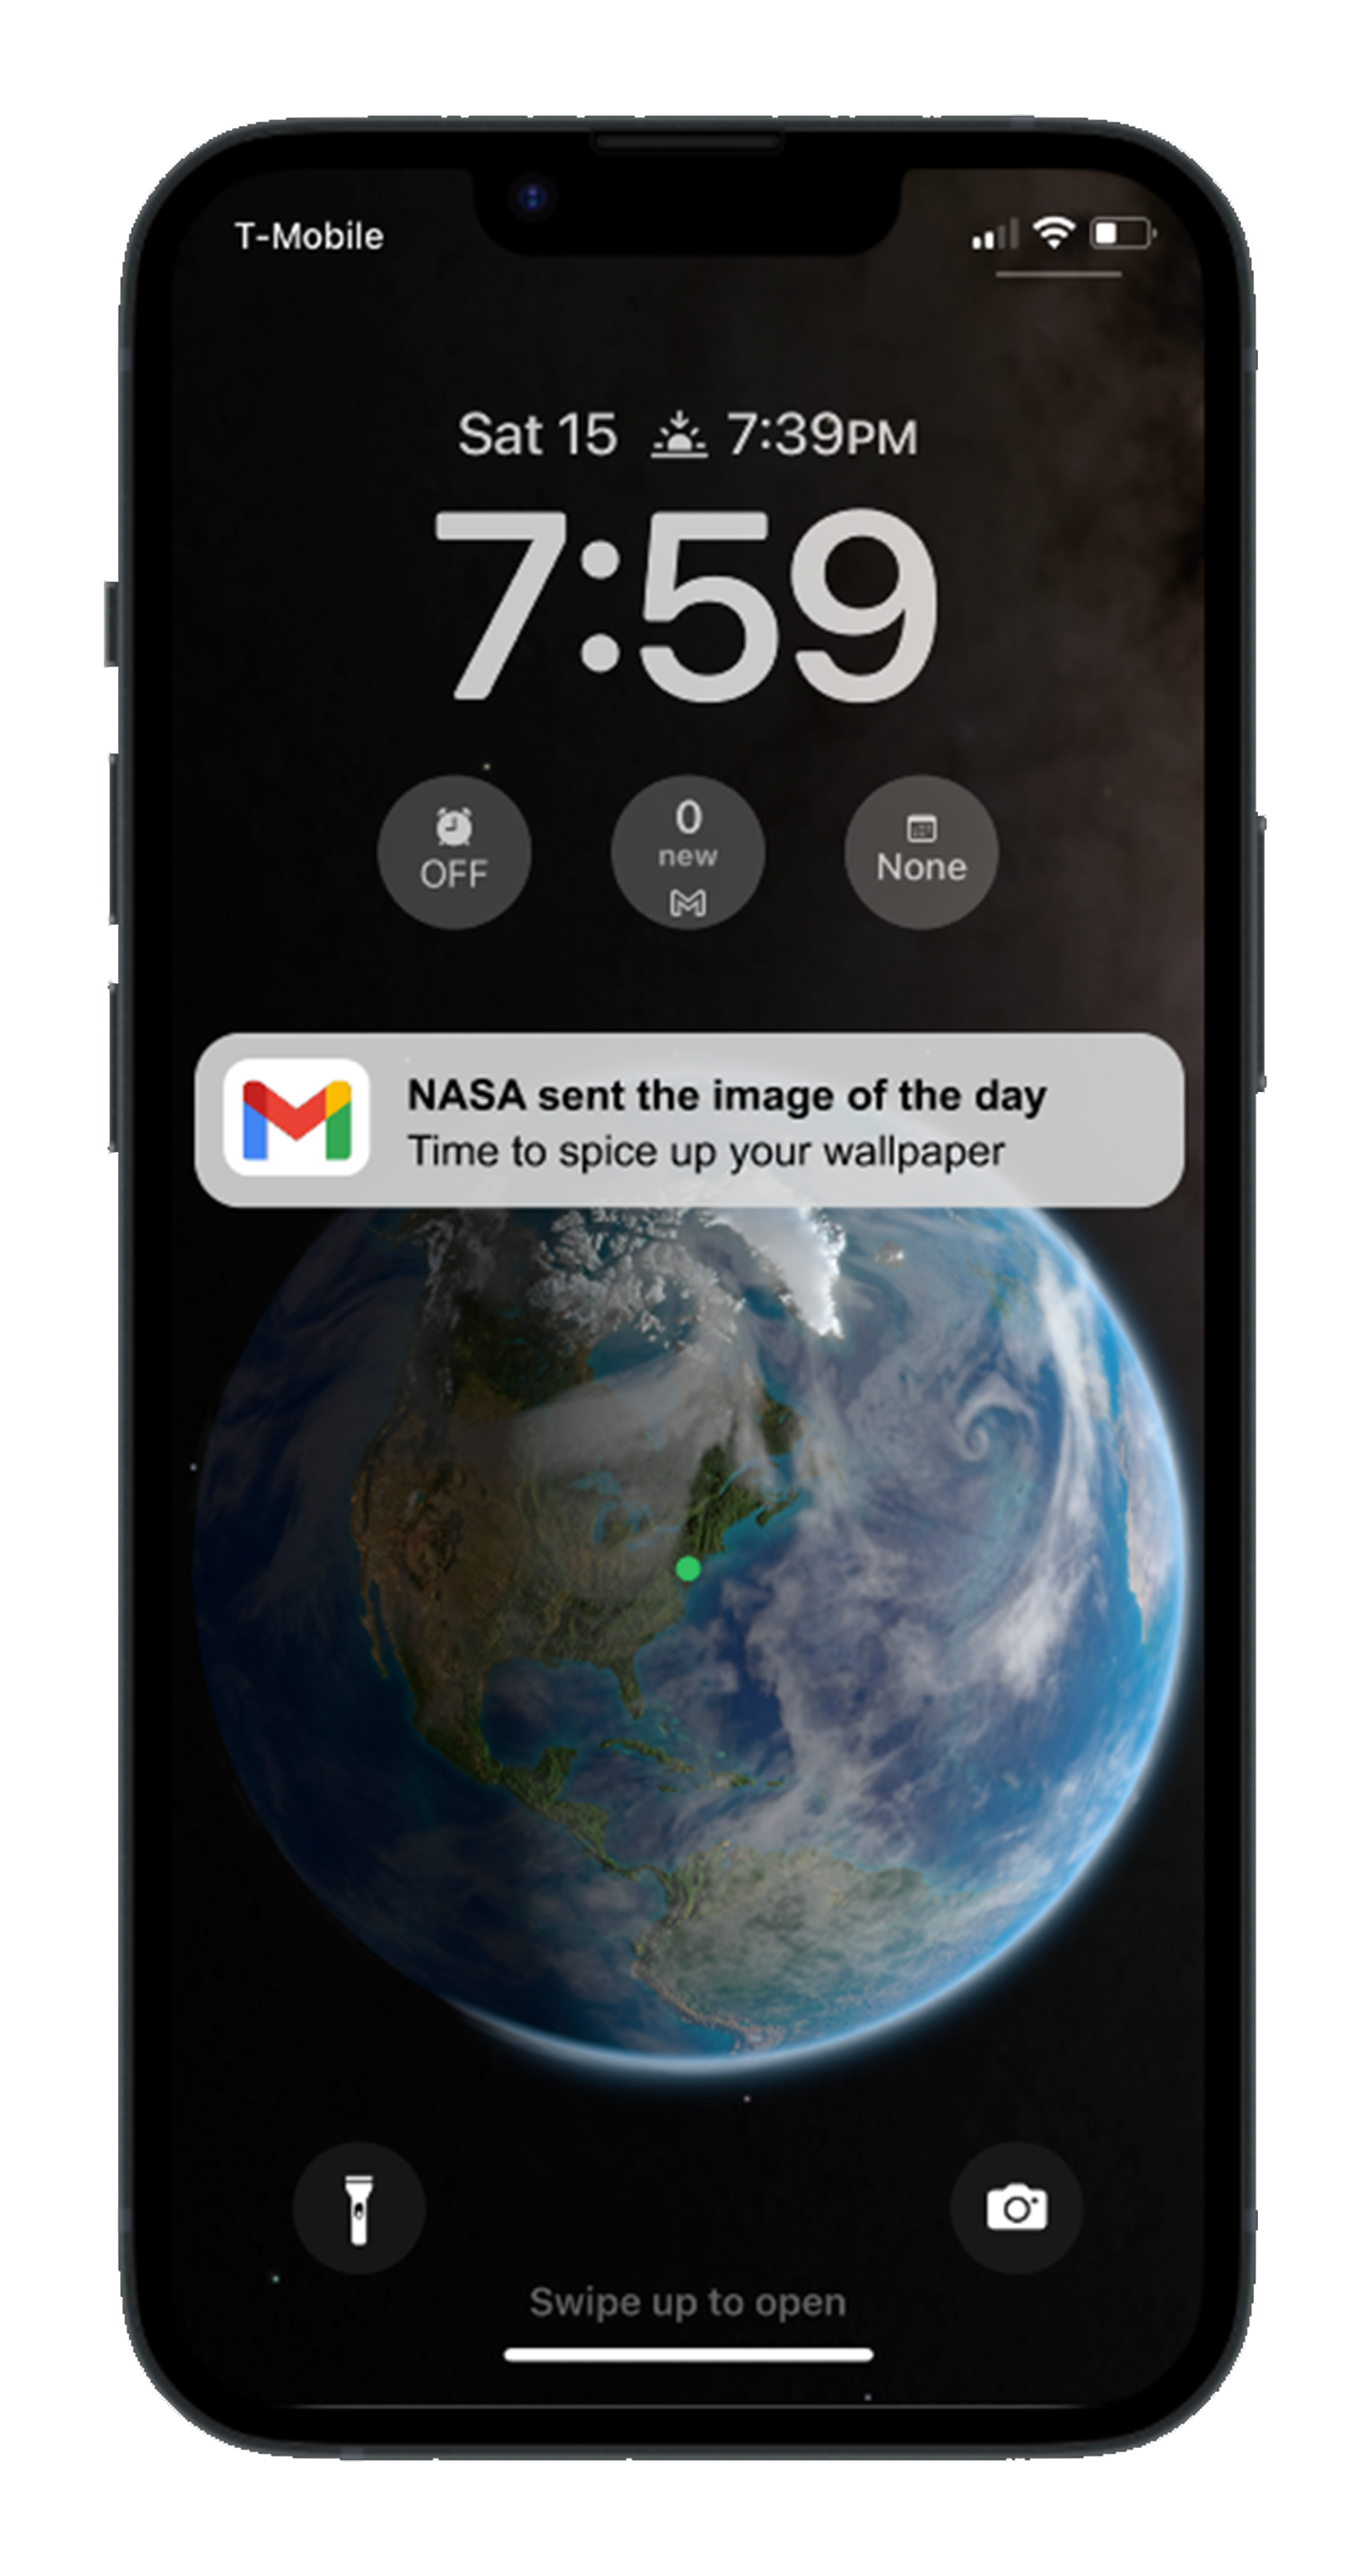 T-Mobile
Sat 15 7:39PM
7:59
OFF
0
new
None
NASA sent the image of the day
Time to spice up your wallpaper
Swipe up to open